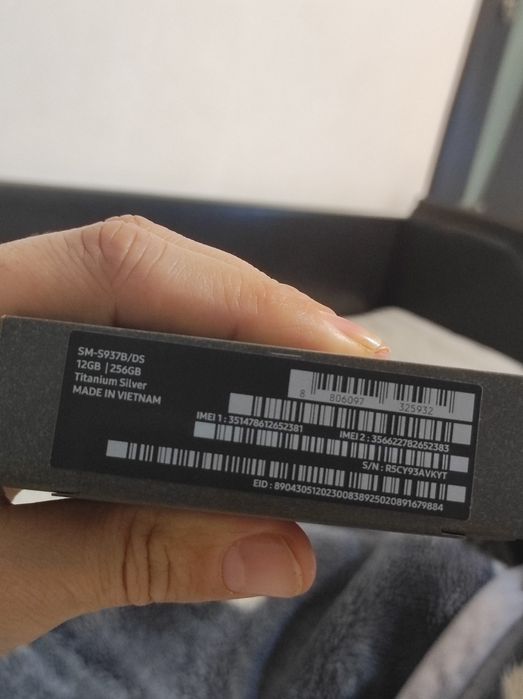 SM-S937B/DS
12GB | 256GB
Titanium Silver
MADE IN VIETNAM
8 806097 325932
IMEI 1 : 351478612652381
IMEI 2 : 356622782652383
S/N : R5CY93AVKYT
EID : 89043051202300838925020891679884